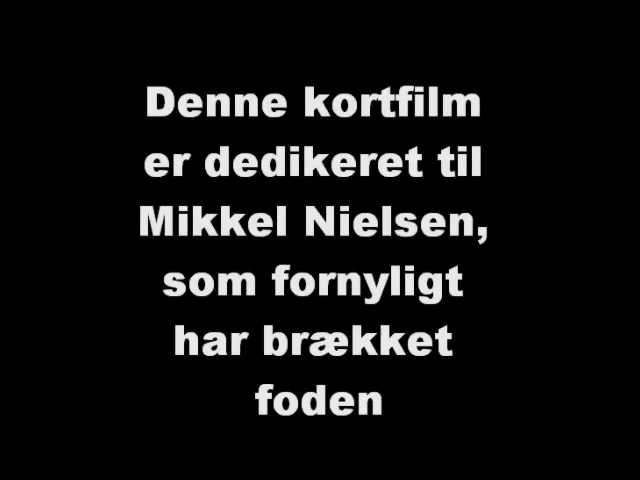 Denne kortfilm
er dedikeret til
Mikkel Nielsen,
som fornyligt
har brækket
foden